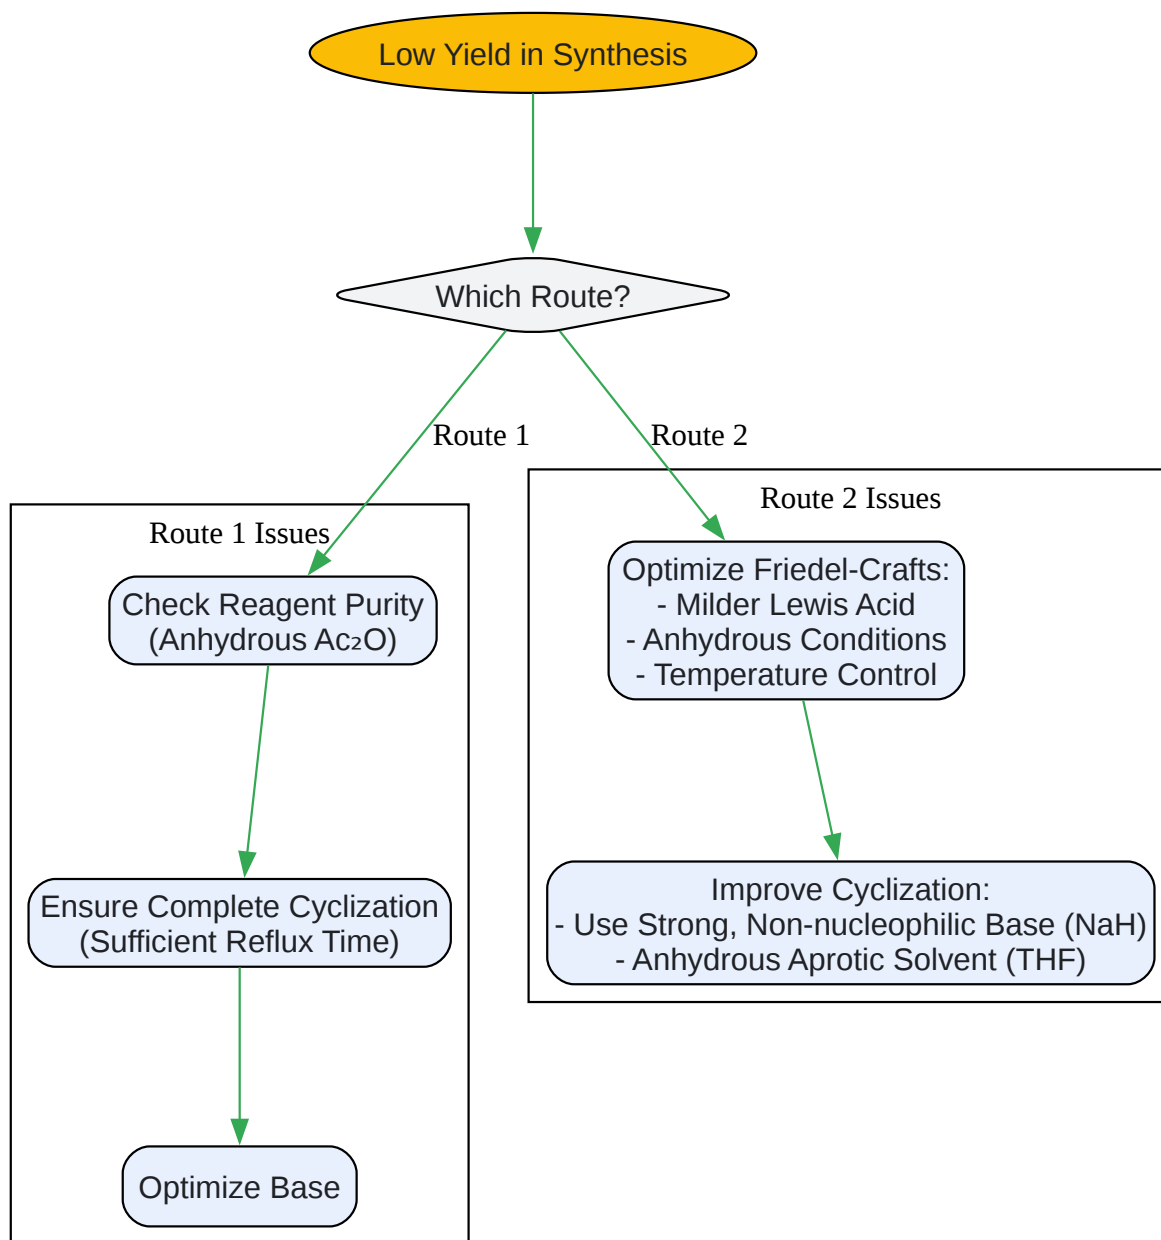 Low Yield in Synthesis
Which Route?
Route 1
Route 2
Route 1 Issues
Check Reagent Purity
(Anhydrous Ac₂O)
Ensure Complete Cyclization
(Sufficient Reflux Time)
Optimize Base
Route 2 Issues
Optimize Friedel-Crafts:
- Milder Lewis Acid
- Anhydrous Conditions
- Temperature Control
Improve Cyclization:
- Use Strong, Non-nucleophilic Base (NaH)
- Anhydrous Aprotic Solvent (THF)